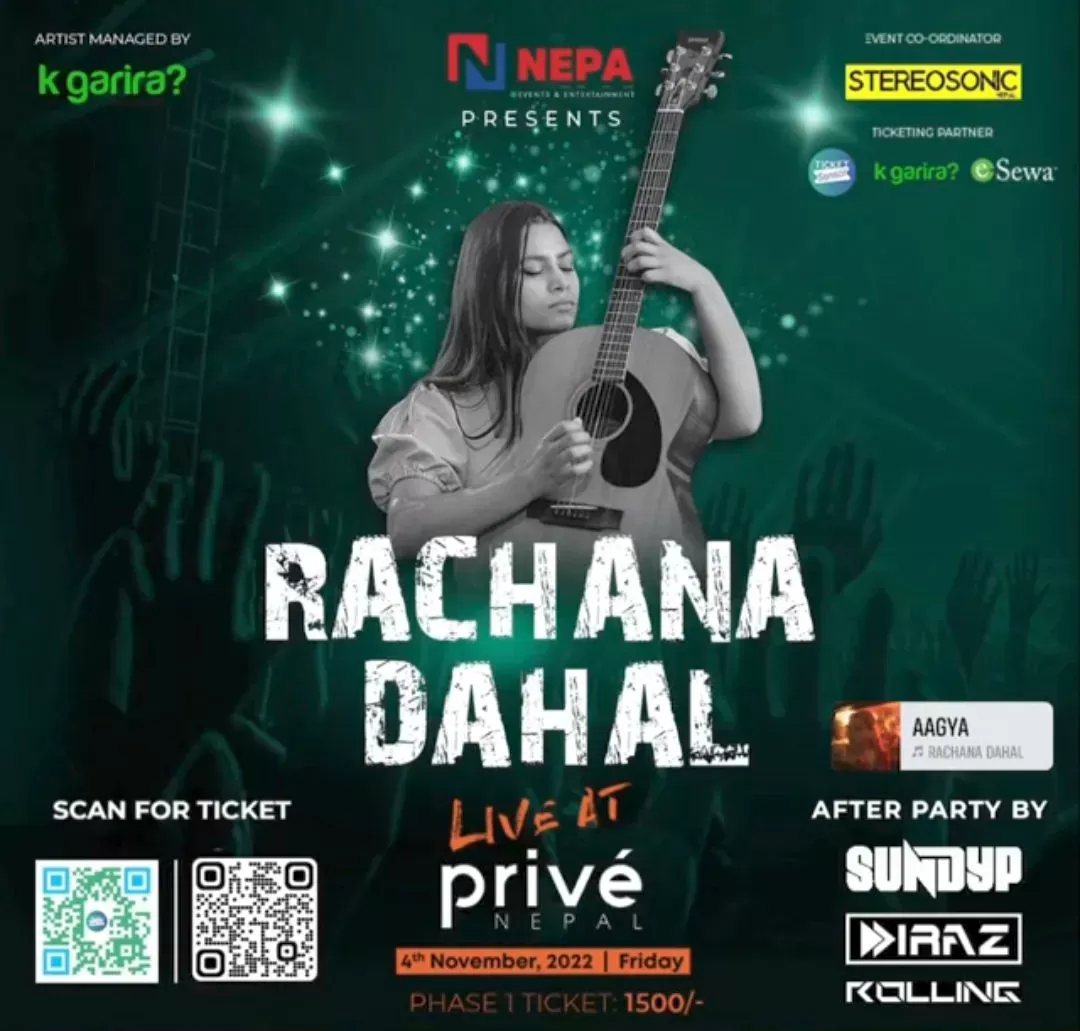 ARTIST MANAGED BY
k garira?
NEPA
EVENTS & ENTERTAINMENT
PRESENTS
EVENT CO-ORDINATOR
STEREOSONIC
NEPAL
TICKETING PARTNER
TICKET
k garira?
eSewa
RACHANA
DAHAL
AAGYA
RACHANA DAHAL
LIVE AT
privé
NEPAL
4th November, 2022 | Friday
PHASE 1 TICKET: 1500/-
SCAN FOR TICKET
AFTER PARTY BY
SUNDYP
DIRAZ
ROLLING